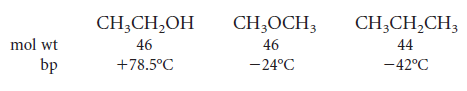 CH₃CH₂OH CH₃OCH₃ CH₃CH₂CH₃
mol wt 46 46 44
bp +78.5°C −24°C −42°C